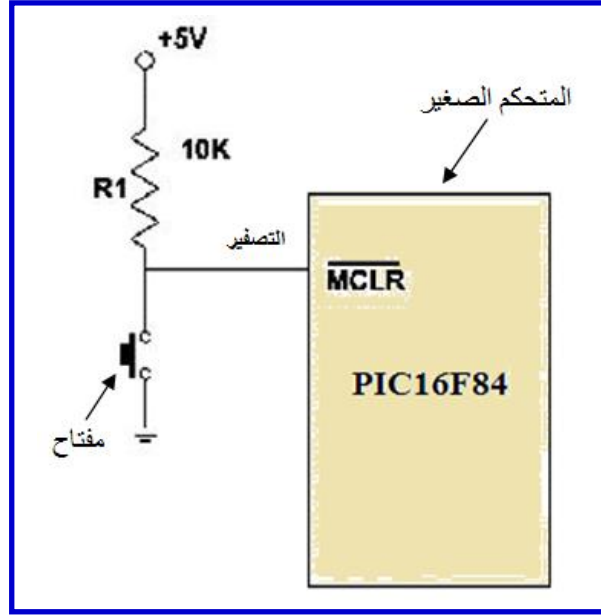 +5V
المتحكم الصغير
10K
R1
التصفير
MCLR
PIC16F84
مفتاح